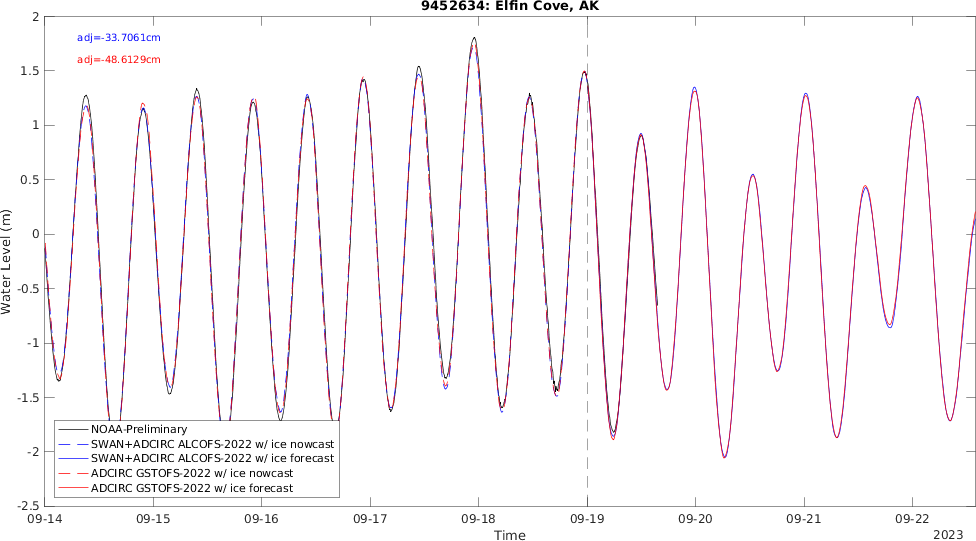 9452634: Elfin Cove, AK
adj=-33.7061cm
adj=-48.6129cm
Water Level (m)
2
1.5
1
0.5
0
-0.5
-1
-1.5
-2
-2.5
NOAA-Preliminary
SWAN+ADCIRC ALCOFS-2022 w/ ice nowcast
SWAN+ADCIRC ALCOFS-2022 w/ ice forecast
ADCIRC GSTOFS-2022 w/ ice nowcast
ADCIRC GSTOFS-2022 w/ ice forecast
09-14 09-15 09-16 09-17 09-18 09-19 09-20 09-21 09-22
Time
2023